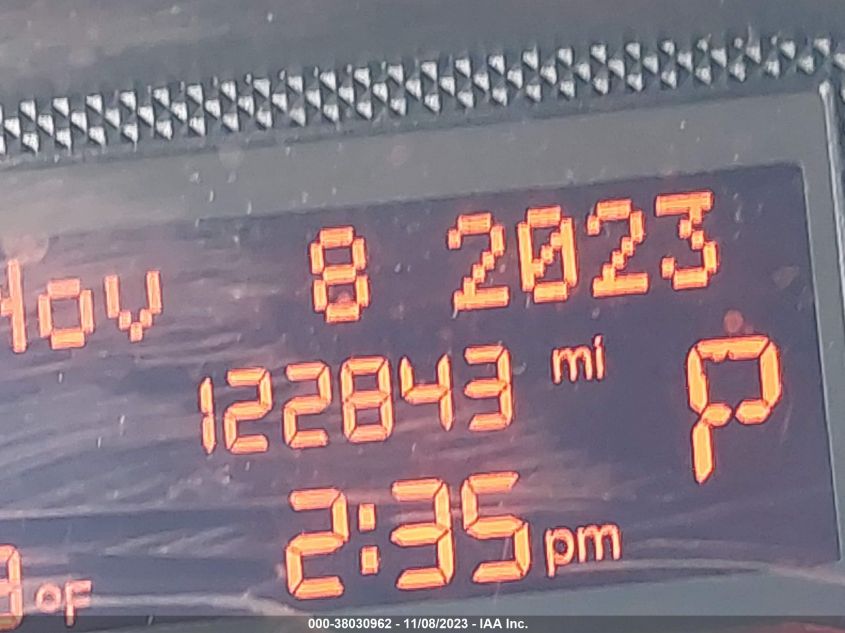 Nov 8 2023
122843 mi
P
2:35 pm
°F
000-38030962 - 11/08/2023 - IAA Inc.